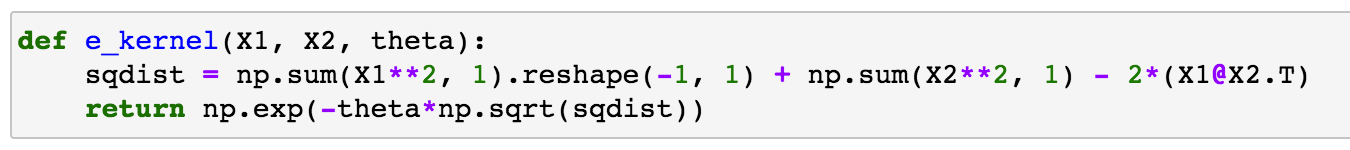 def e_kernel(X1, X2, theta):
    sqdist = np.sum(X1**2, 1).reshape(-1, 1) + np.sum(X2**2, 1) - 2*(X1@X2.T)
    return np.exp(-theta*np.sqrt(sqdist))